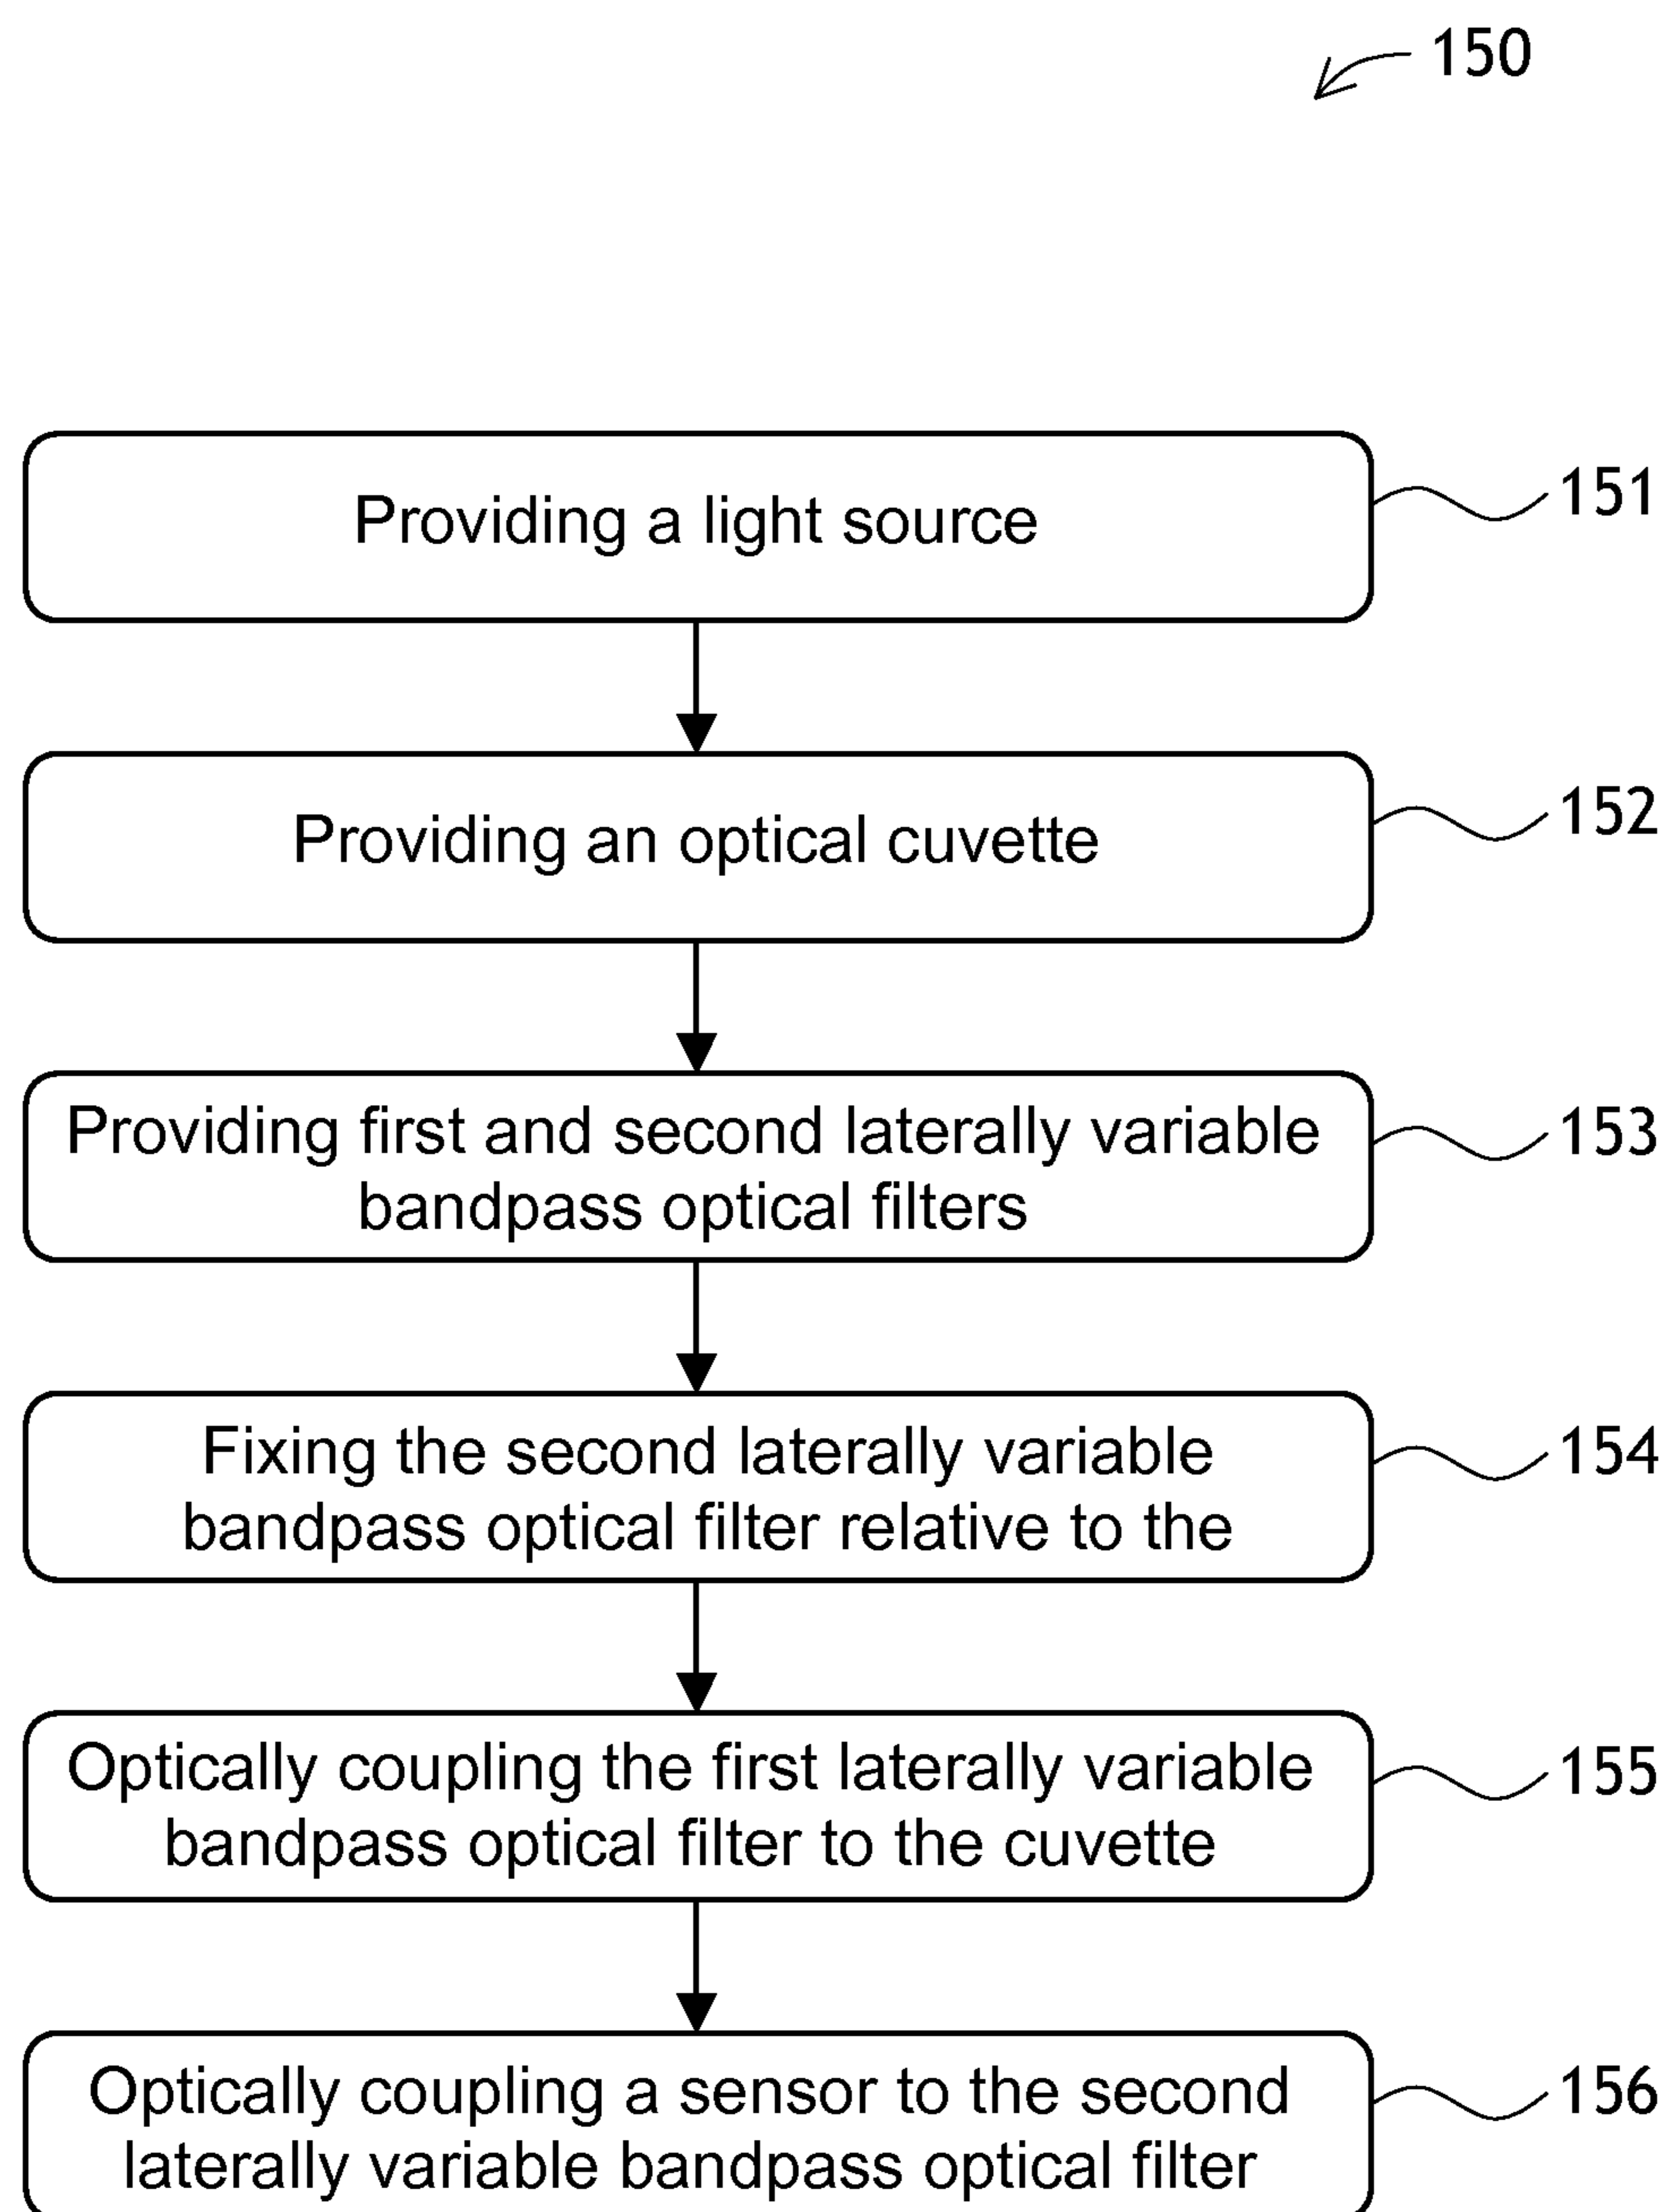 150
Providing a light source
151
Providing an optical cuvette
152
Providing first and second laterally variable
bandpass optical filters
153
Fixing the second laterally variable
bandpass optical filter relative to the
154
Optically coupling the first laterally variable
bandpass optical filter to the cuvette
155
Optically coupling a sensor to the second
laterally variable bandpass optical filter
156